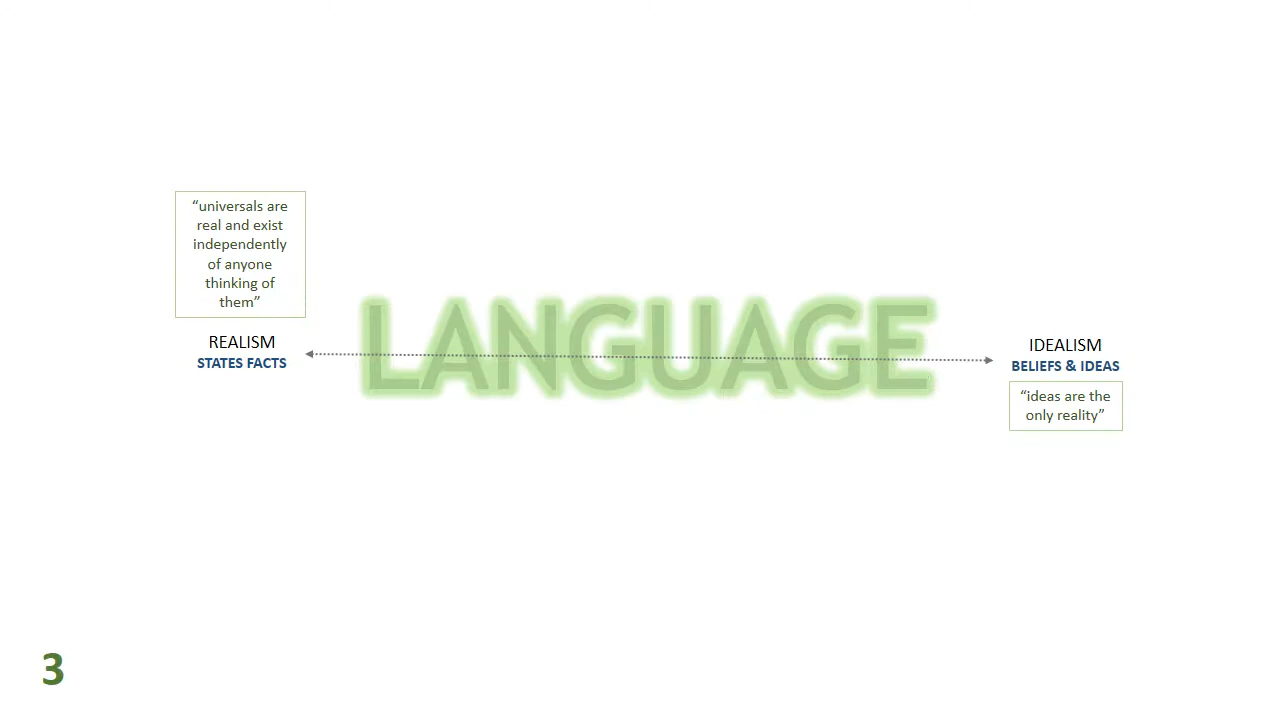 “universals are
real and exist
independently
of anyone
thinking of
them”
LANGUAGE
REALISM
STATES FACTS
IDEALISM
BELIEFS & IDEAS
“ideas are the
only reality”
3